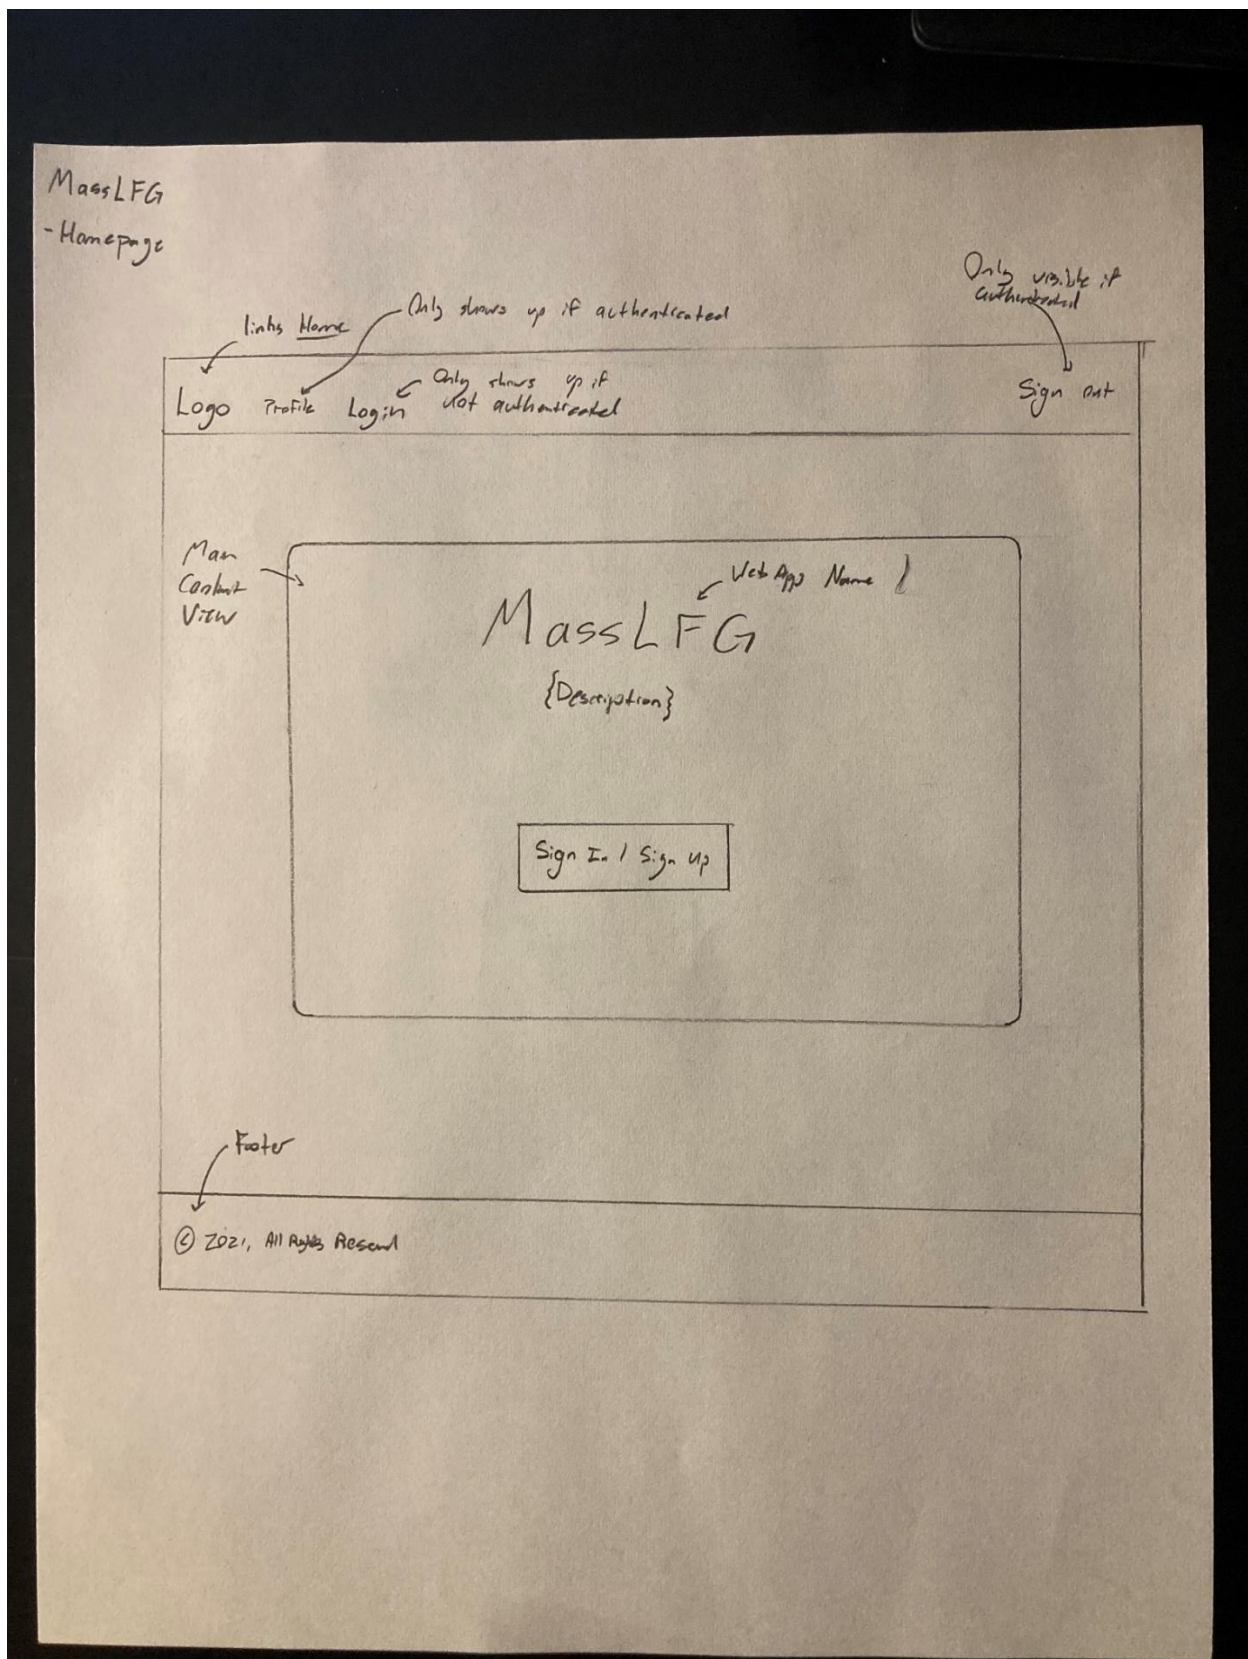 MassLFG
- Homepage
Only visible if
authenticated
Only shows up if authenticated
links Home
Only shows up if
not authenticated
Logo Profile Login
Sign out
Main
Content
View
Web App Name
MassLFG
{Description}
Sign In / Sign Up
Footer
© 2021, All Rights